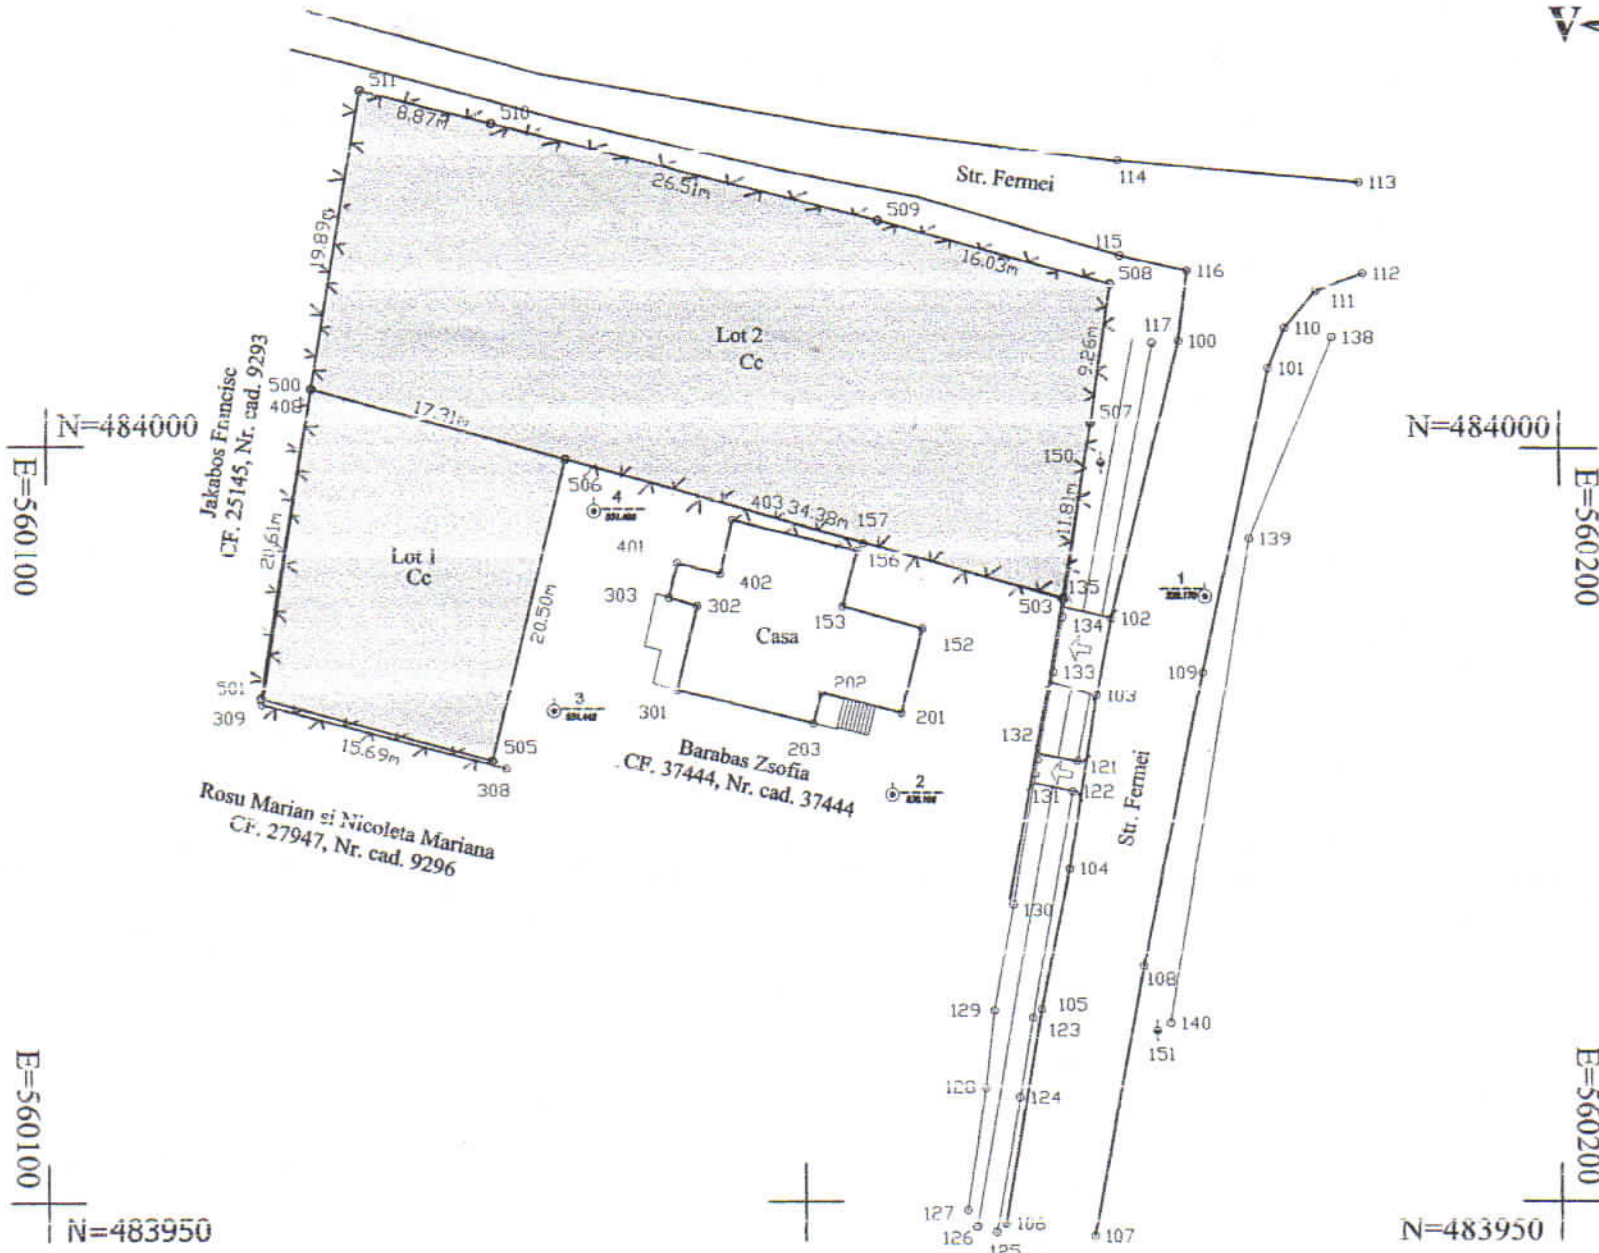 V
511
8.87m
510
26.51m
Str. Fermei
114
113
509
16.03m
115
508
116
112
111
19.89m
Lot 2
Cc
117
100
110
138
9.26m
101
Jakabos Francisc
CF. 25145, Nr. cad. 9293
500
408
17.31m
507
N=484000
N=484000
E=560100
E=560200
150
506
4
403
34.38m
157
11.81m
139
401
156
Lot 1
Cc
20.61m
402
1
135
303
302
503
20.50m
153
134
102
Casa
152
133
109
501
309
3
301
202
103
201
15.69m
505
203
132
121
308
Barabas Zsofia
CF. 37444, Nr. cad. 37444
2
131
122
Str. Fermei
Rosu Marian si Nicoleta Mariana
CF. 27947, Nr. cad. 9296
104
130
108
129
105
123
140
151
128
124
E=560100
E=560200
127
106
126
125
107
N=483950
N=483950